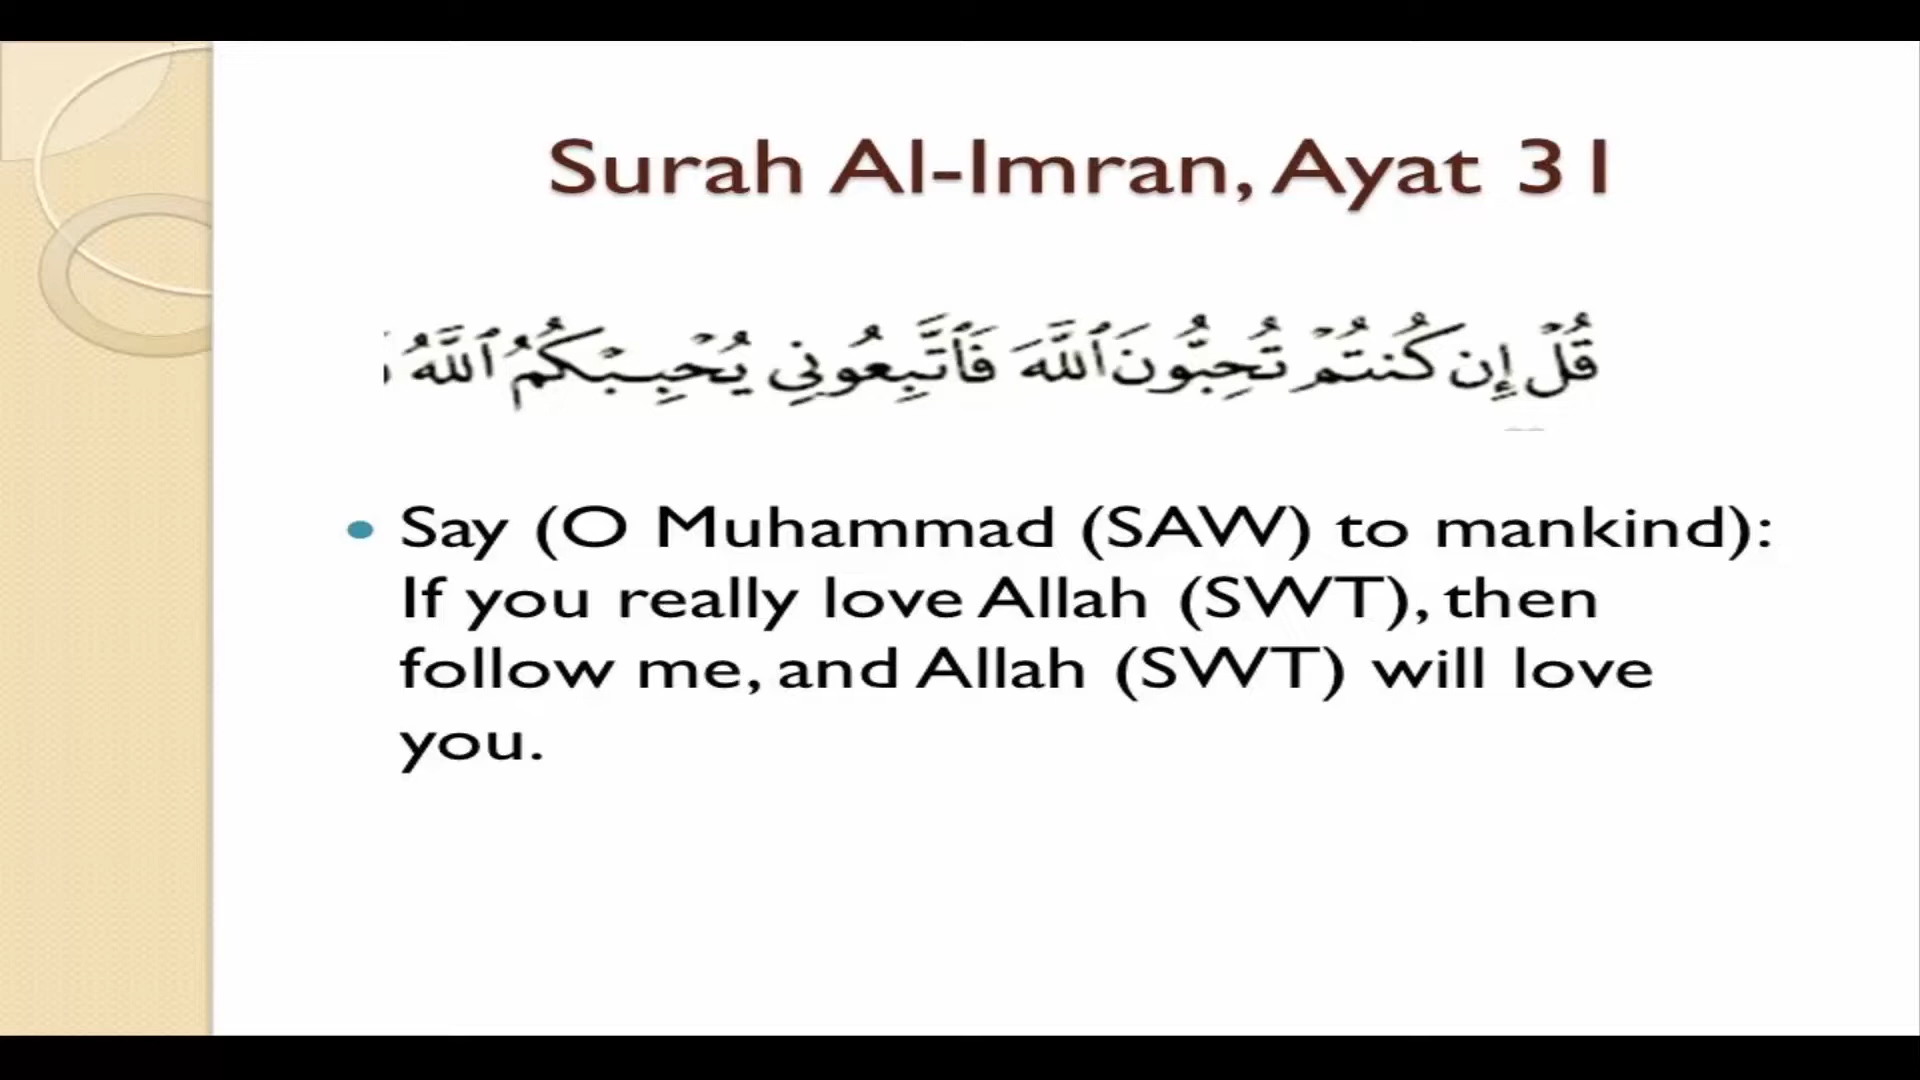 Surah Al-Imran, Ayat 31
قُلْ إِن كُنتُمْ تُحِبُّونَ ٱللَّهَ فَٱتَّبِعُونِي يُحْبِبْكُمُ ٱللَّهُ
• Say (O Muhammad (SAW) to mankind):
If you really love Allah (SWT), then
follow me, and Allah (SWT) will love
you.